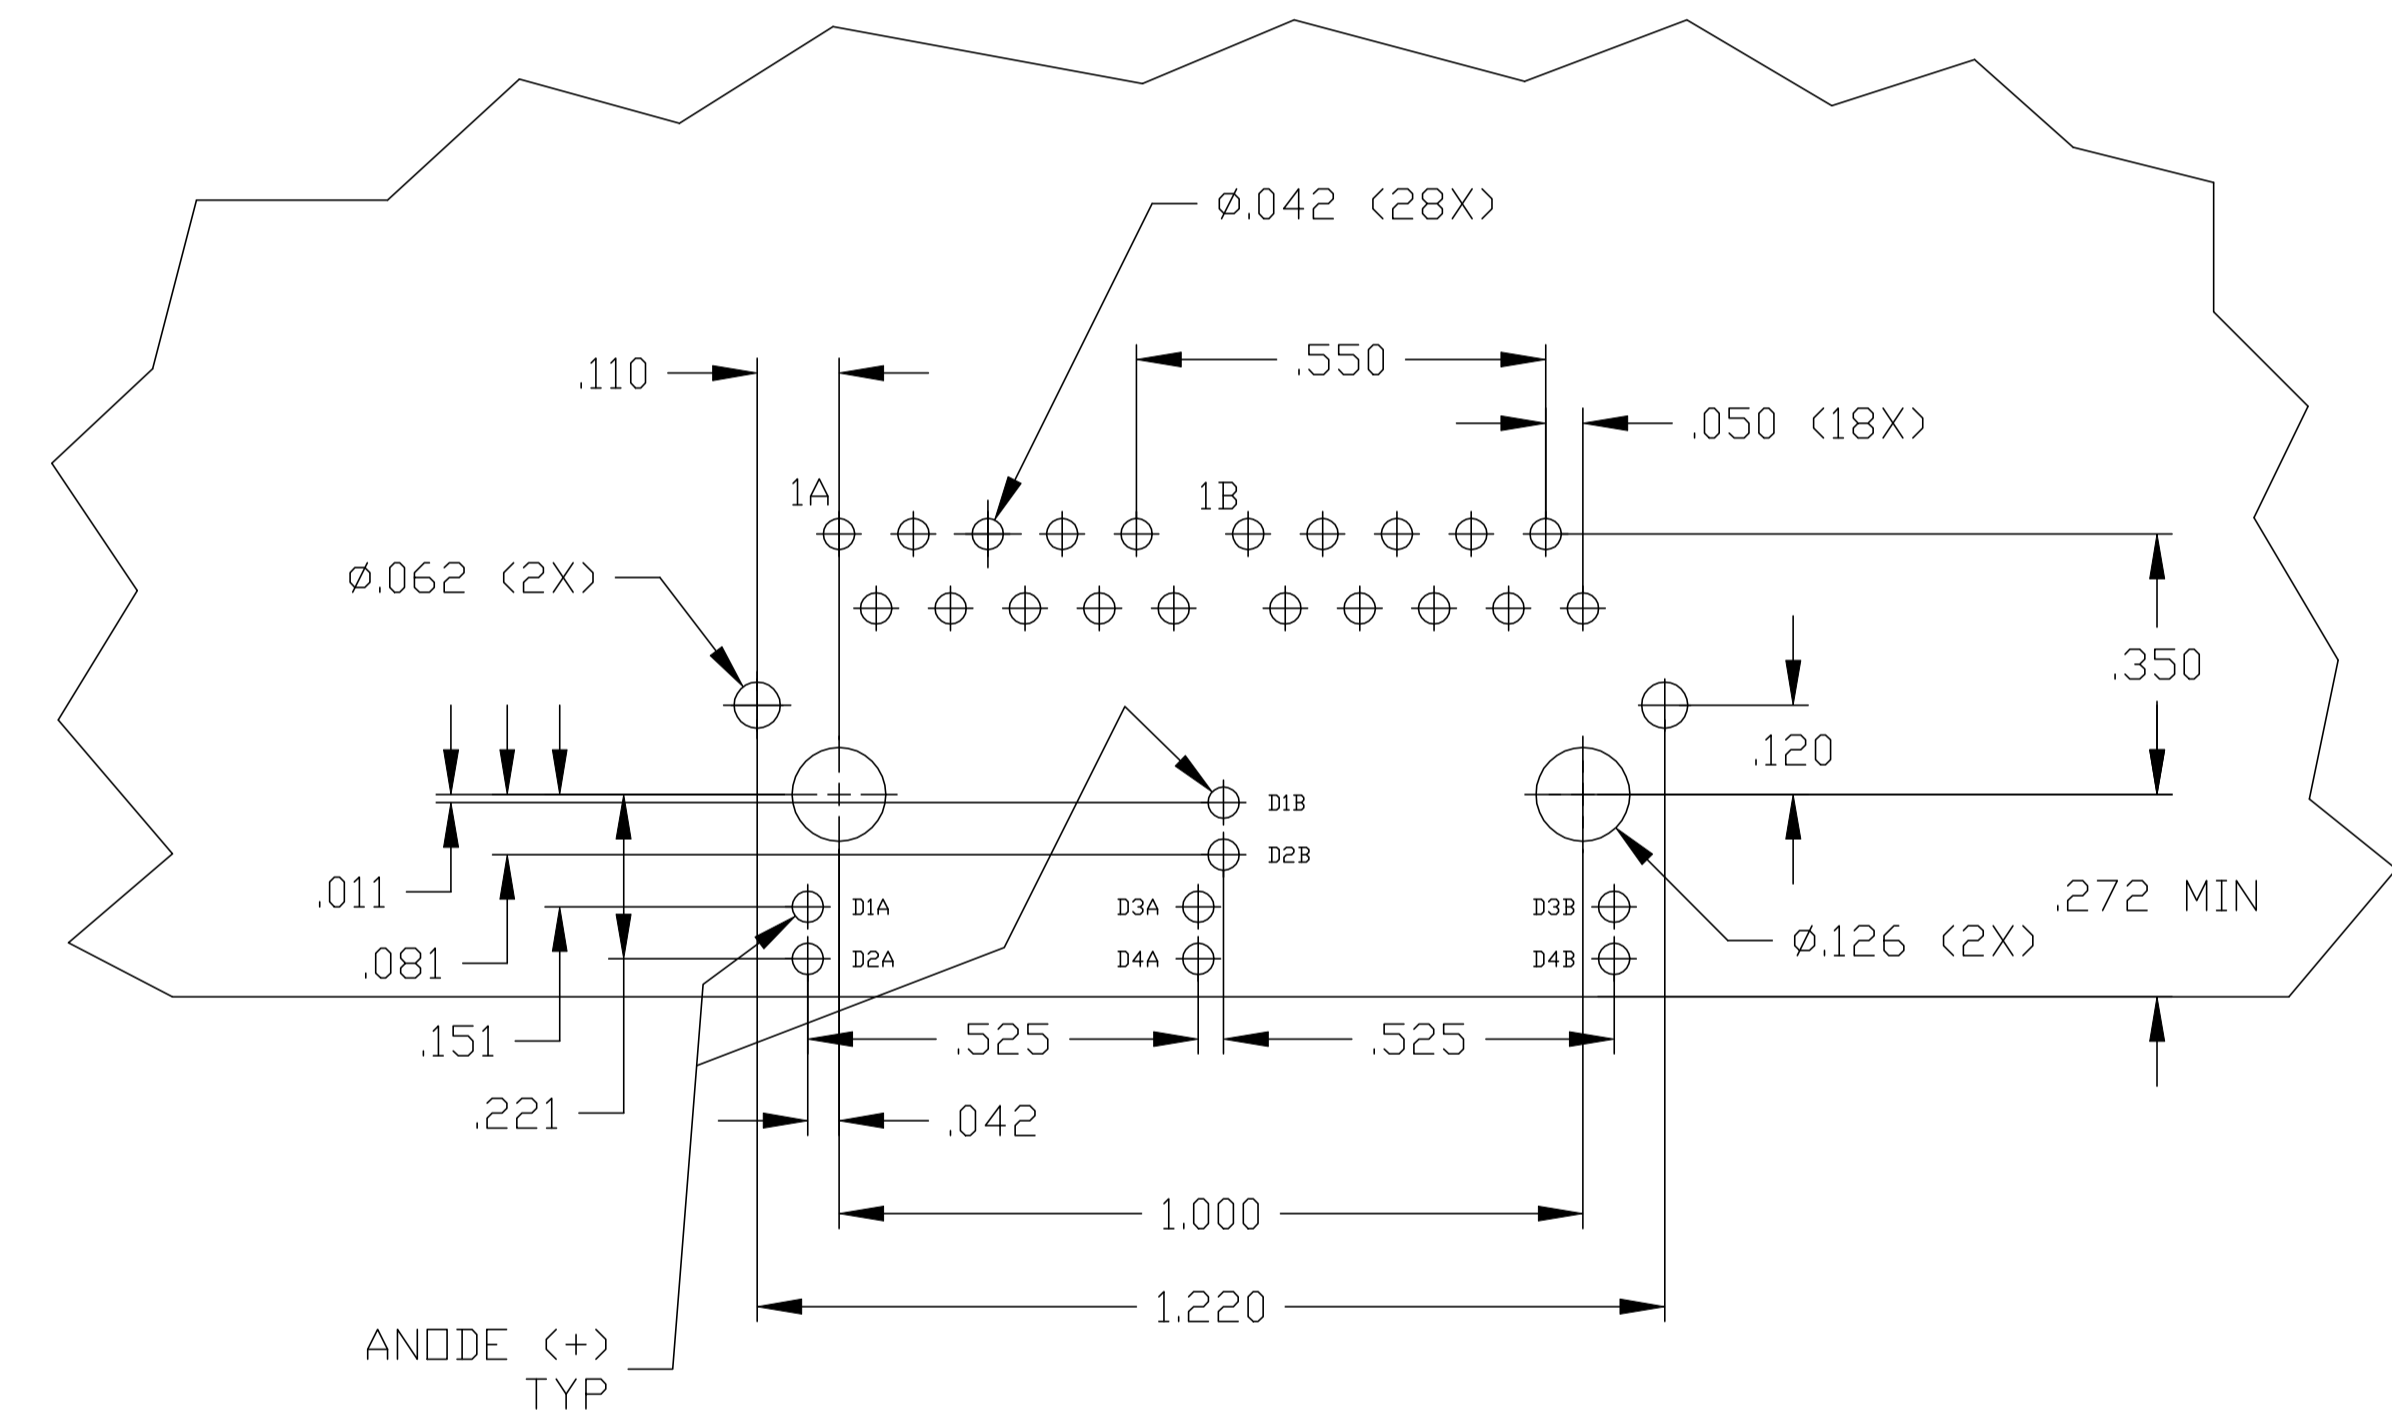 Ø.042 (28X)
.110
.550
.050 (18X)
1A
1B
Ø.062 (2X)
.350
.120
D1B
D2B
.011
D1A
D3A
D3B
.272 MIN
Ø.126 (2X)
.081
D2A
D4A
D4B
.151
.525
.525
.221
.042
1.000
1.220
ANODE (+)
TYP